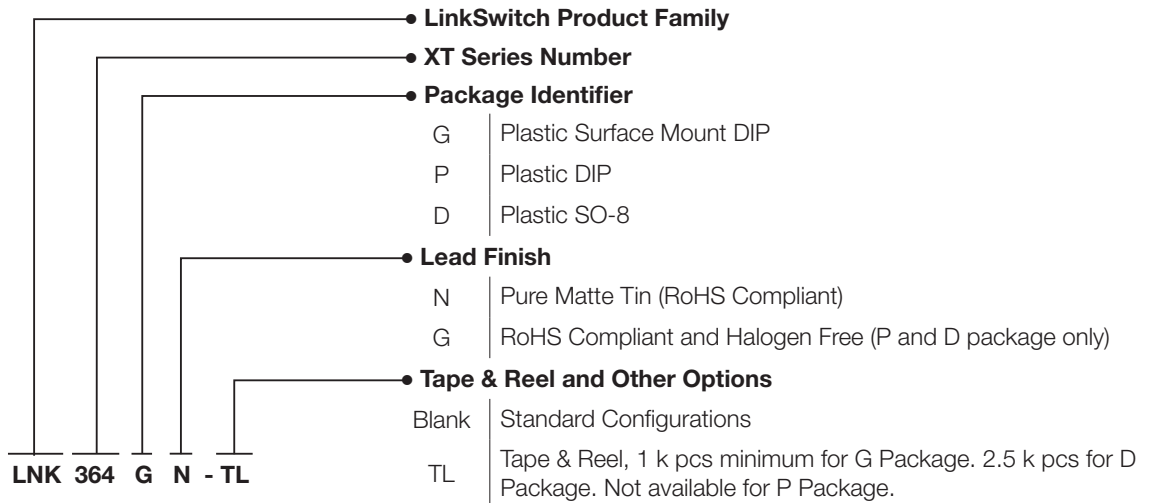 LinkSwitch Product Family
XT Series Number
Package Identifier
G Plastic Surface Mount DIP
P Plastic DIP
D Plastic SO-8
Lead Finish
N Pure Matte Tin (RoHS Compliant)
G RoHS Compliant and Halogen Free (P and D package only)
Tape & Reel and Other Options
Blank Standard Configurations
TL Tape & Reel, 1 k pcs minimum for G Package. 2.5 k pcs for D
Package. Not available for P Package.
LNK 364 G N - TL